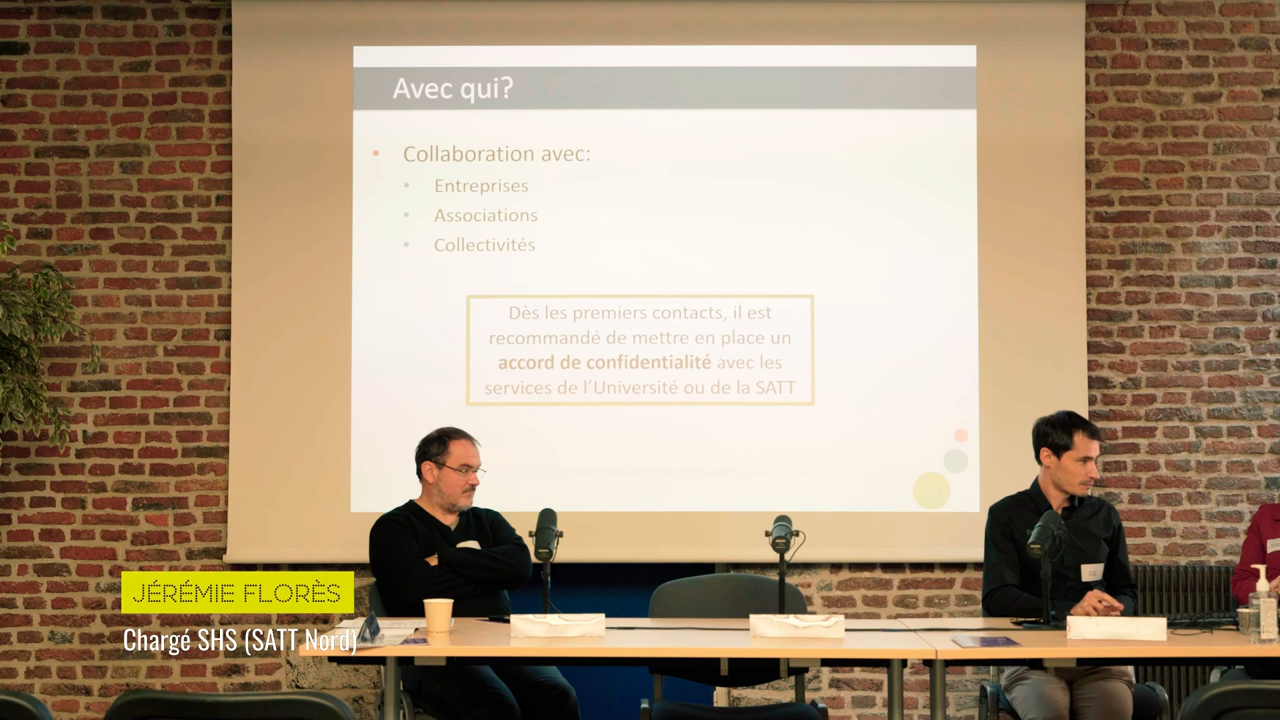 Avec qui?
• Collaboration avec:
• Entreprises
• Associations
• Collectivités
Dès les premiers contacts, il est
recommandé de mettre en place un
accord de confidentialité avec les
services de l'Université ou de la SATT
JÉRÉMIE FLORÈS
Chargé SHS (SATT Nord)